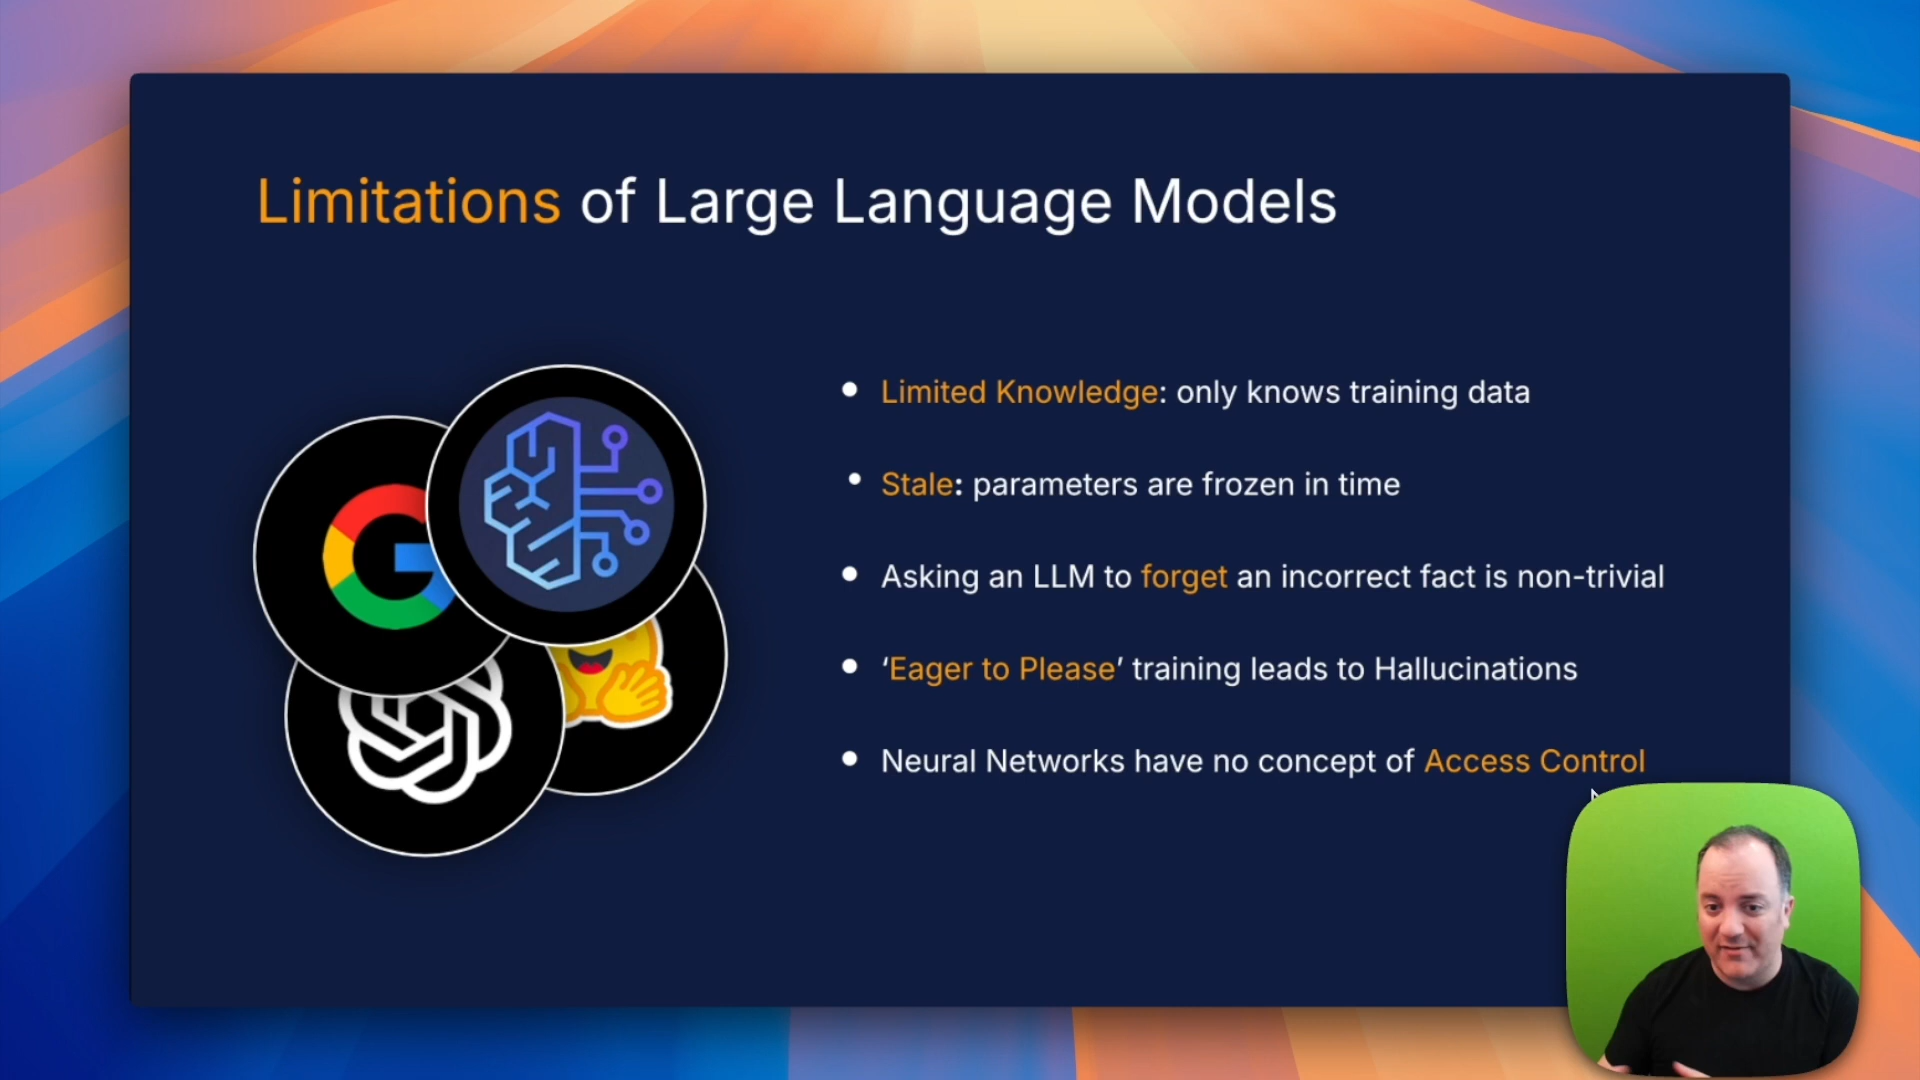 Limitations of Large Language Models
Limited Knowledge: only knows training data
Stale: parameters are frozen in time
Asking an LLM to forget an incorrect fact is non-trivial
‘Eager to Please’ training leads to Hallucinations
Neural Networks have no concept of Access Control